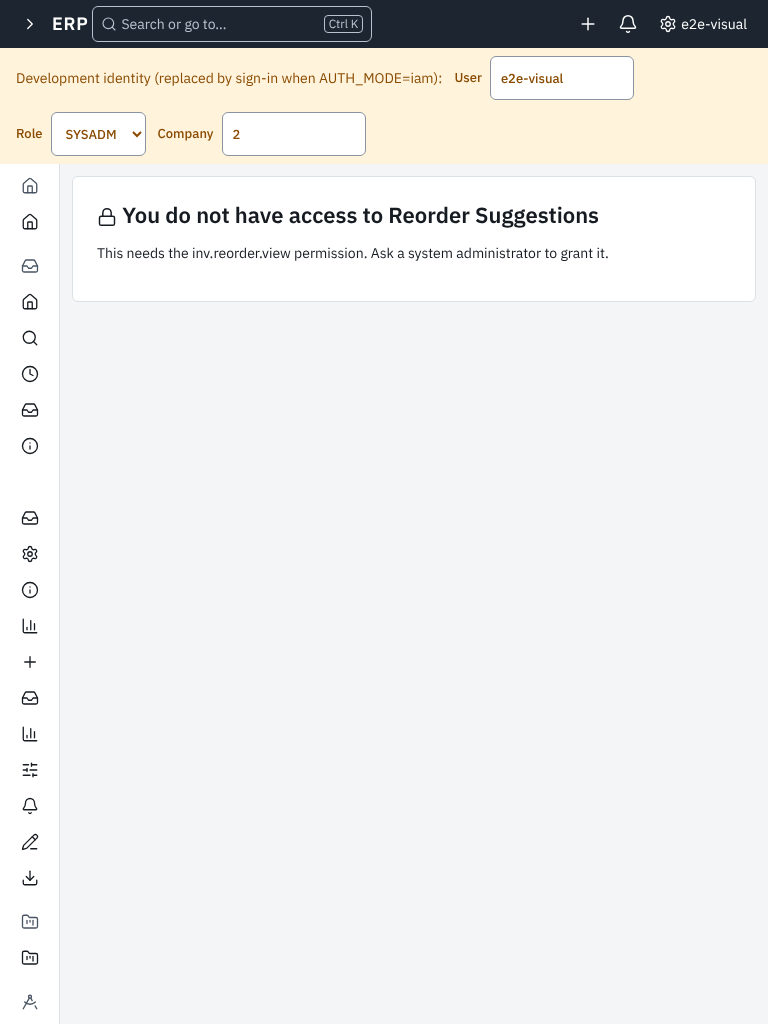 ERP Search or go to... Ctrl K e2e-visual
Development identity (replaced by sign-in when AUTH_MODE=iam): User e2e-visual
Role SYSADM Company 2
You do not have access to Reorder Suggestions
This needs the inv.reorder.view permission. Ask a system administrator to grant it.